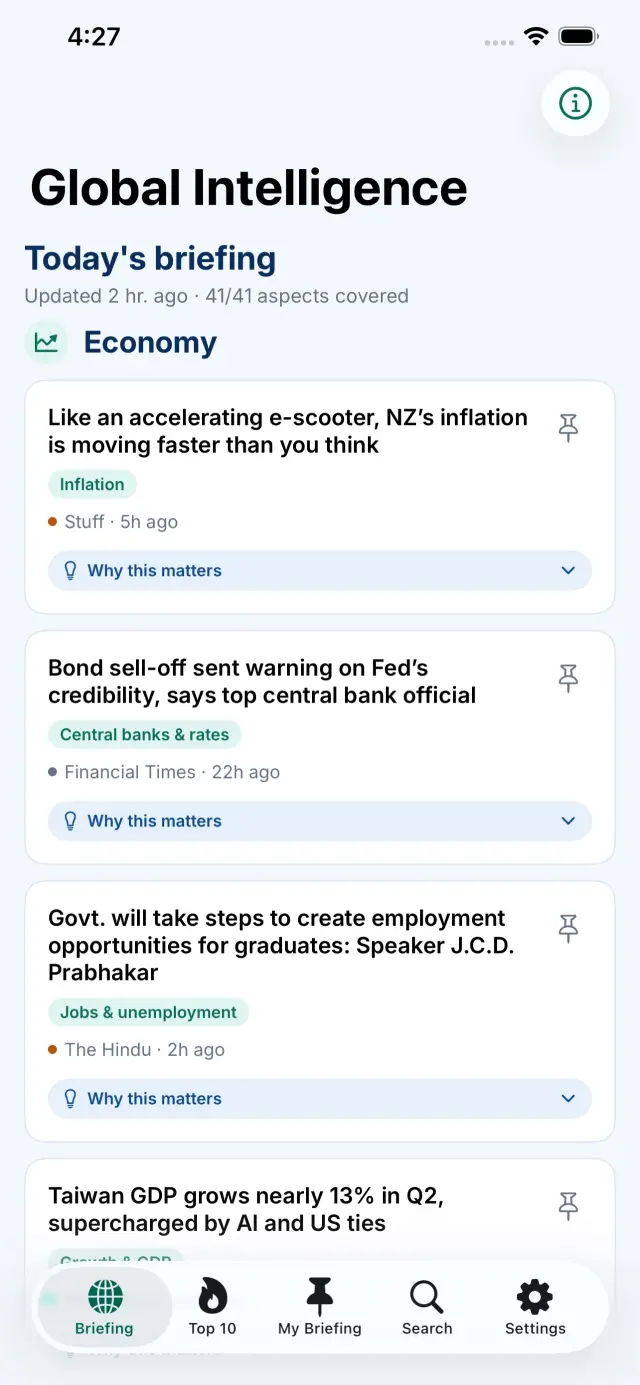 4:27
Global Intelligence
Today's briefing
Updated 2 hr. ago · 41/41 aspects covered
Economy
Like an accelerating e-scooter, NZ’s inflation
is moving faster than you think
Inflation
Stuff · 5h ago
Why this matters
Bond sell-off sent warning on Fed’s
credibility, says top central bank official
Central banks & rates
Financial Times · 22h ago
Why this matters
Govt. will take steps to create employment
opportunities for graduates: Speaker J.C.D.
Prabhakar
Jobs & unemployment
The Hindu · 2h ago
Why this matters
Taiwan GDP grows nearly 13% in Q2,
supercharged by AI and US ties
Growth & GDP
Briefing
Top 10
My Briefing
Search
Settings